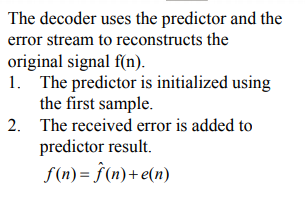 The decoder uses the predictor and the
error stream to reconstructs the
original signal f(n).
1. The predictor is initialized using
the first sample.
2. The received error is added to
predictor result.
f(n) = f̂(n) + e(n)